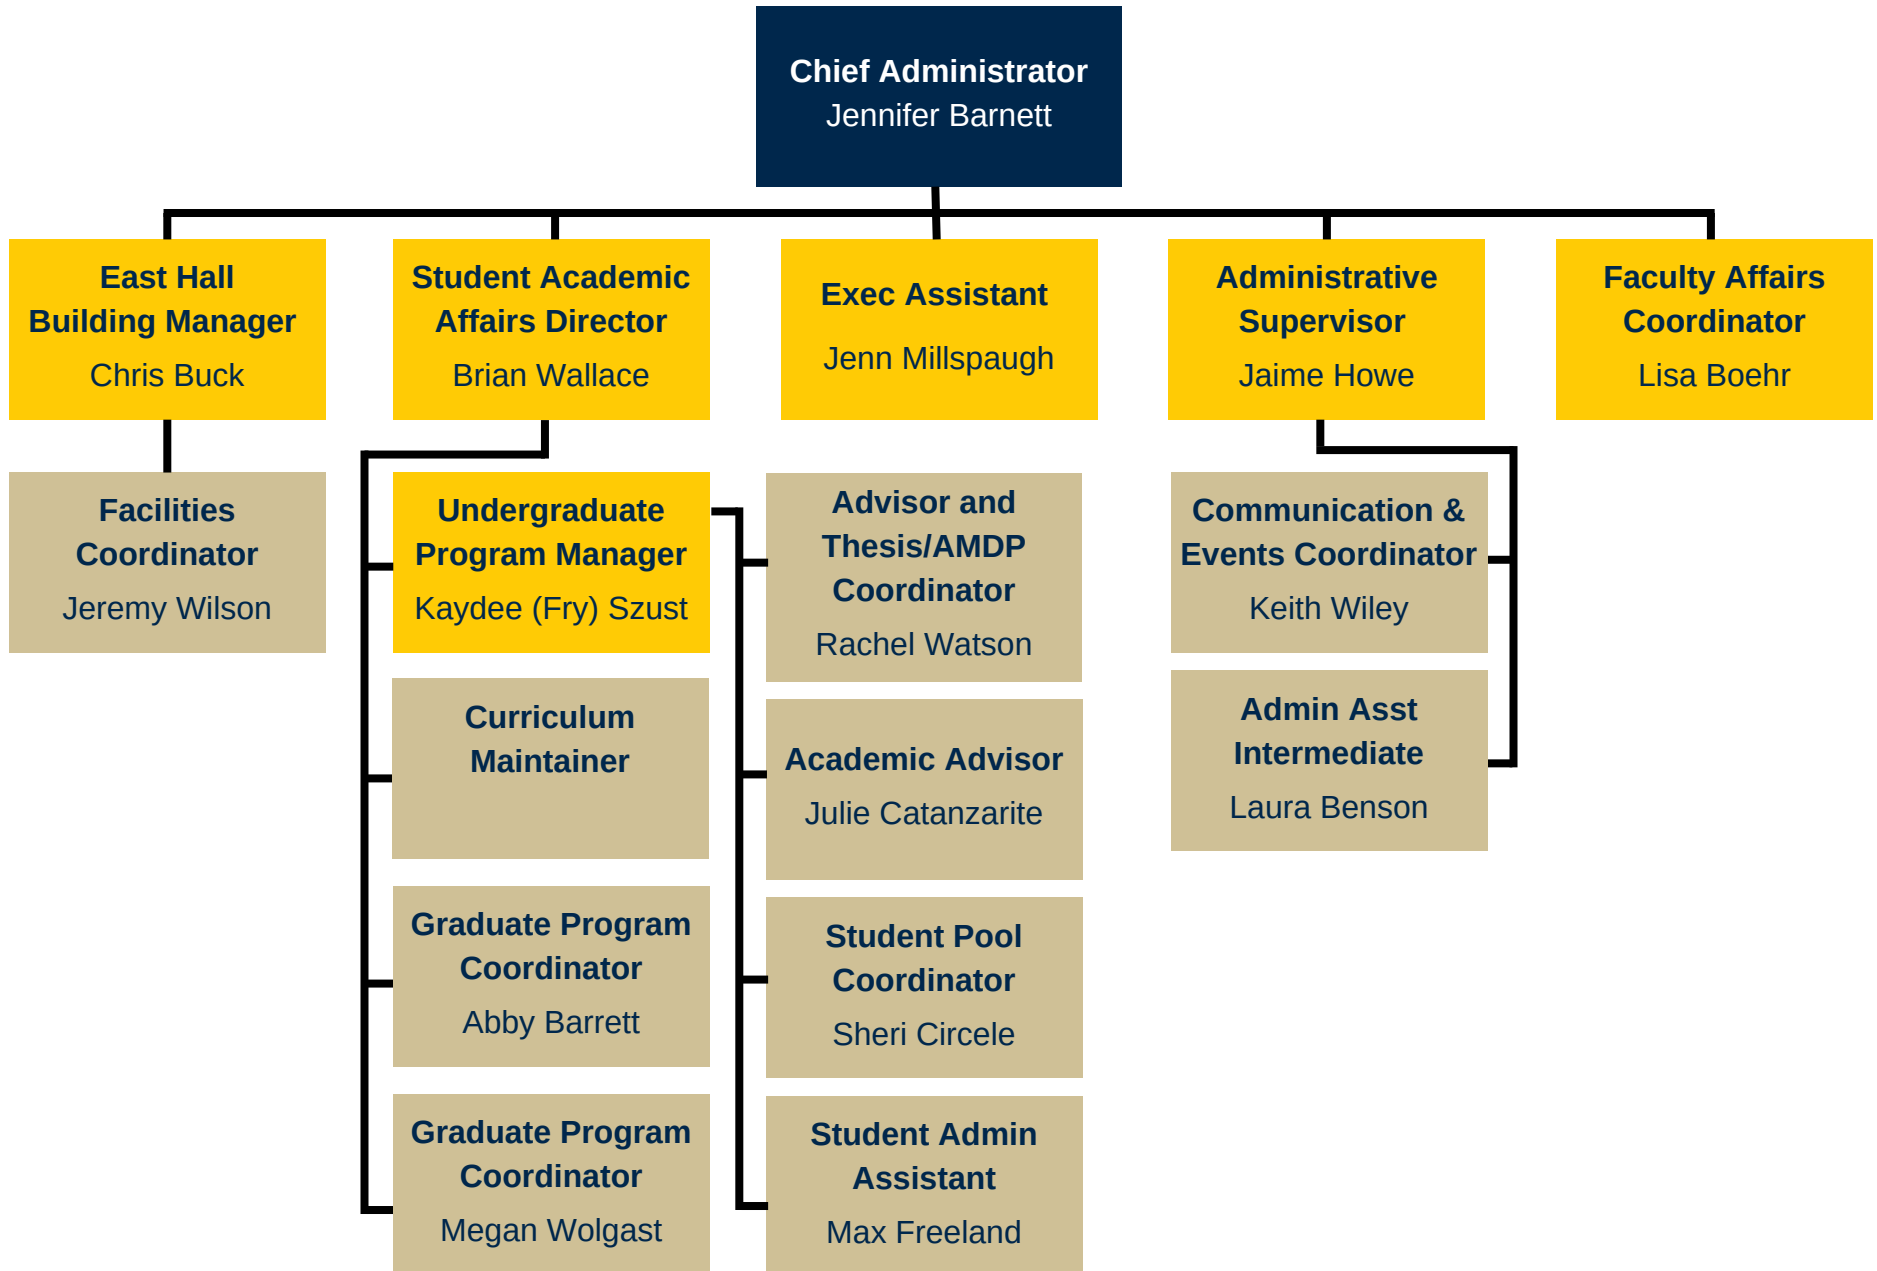 Chief Administrator
Jennifer Barnett
East Hall
Building Manager
Chris Buck
Student Academic
Affairs Director
Brian Wallace
Exec Assistant
Jenn Millspaugh
Administrative
Supervisor
Jaime Howe
Faculty Affairs
Coordinator
Lisa Boehr
Facilities
Coordinator
Jeremy Wilson
Undergraduate
Program Manager
Kaydee (Fry) Szust
Advisor and
Thesis/AMDP
Coordinator
Rachel Watson
Communication &
Events Coordinator
Keith Wiley
Curriculum
Maintainer
Academic Advisor
Julie Catanzarite
Admin Asst
Intermediate
Laura Benson
Graduate Program
Coordinator
Abby Barrett
Student Pool
Coordinator
Sheri Circele
Graduate Program
Coordinator
Megan Wolgast
Student Admin
Assistant
Max Freeland